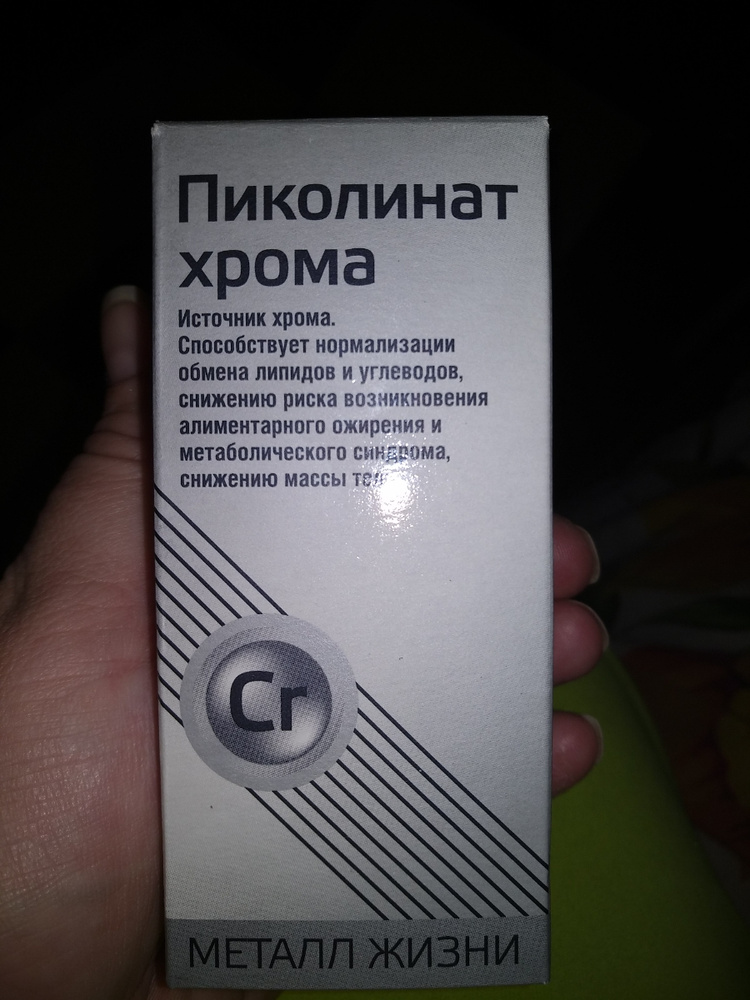 Пиколинат
хрома
Источник хрома.
Способствует нормализации
обмена липидов и углеводов,
снижению риска возникновения
алиментарного ожирения и
метаболического синдрома,
снижению массы
Cr
МЕТАЛЛ ЖИЗНИ